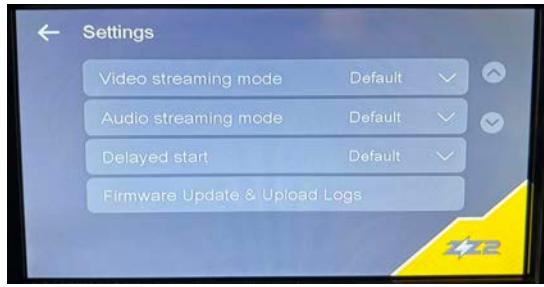 Settings
Video streaming mode Default
Audio streaming mode Default
Delayed start Default
Firmware Update & Upload Logs
ZZ2